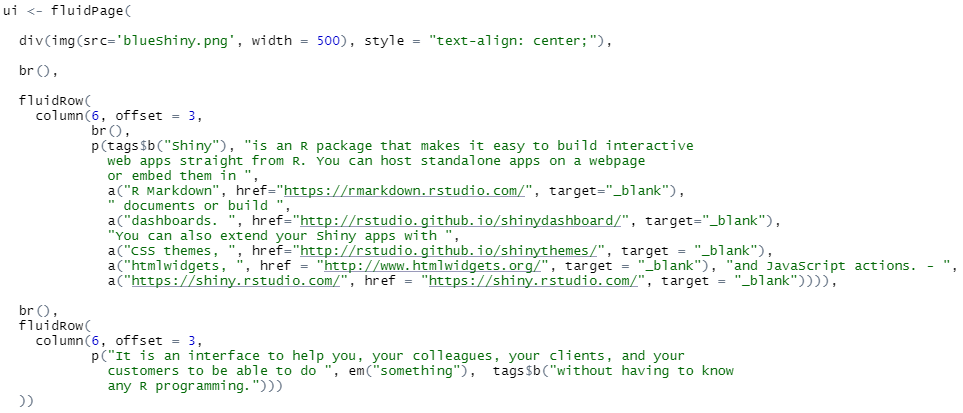 ui <- fluidPage(
div(img(src='blueShiny.png', width = 500), style = "text-align: center;"),
br(),
fluidRow(
column(6, offset = 3,
br(),
p(tags$b("Shiny"), "is an R package that makes it easy to build interactive
web apps straight from R. You can host standalone apps on a webpage
or embed them in ",
a("R Markdown", href="https://rmarkdown.rstudio.com/", target="_blank"),
" documents or build ",
a("dashboards. ", href="http://rstudio.github.io/shinydashboard/", target="_blank"),
"You can also extend your Shiny apps with ",
a("CSS themes, ", href="http://rstudio.github.io/shinythemes/", target = "_blank"),
a("htmlwidgets, ", href = "http://www.htmlwidgets.org/", target = "_blank"), "and JavaScript actions. - ",
a("https://shiny.rstudio.com/", href = "https://shiny.rstudio.com/", target = "_blank")))),
br(),
fluidRow(
column(6, offset = 3,
p("It is an interface to help you, your colleagues, your clients, and your
customers to be able to do ", em("something"),  tags$b("without having to know
any R programming.")))
))